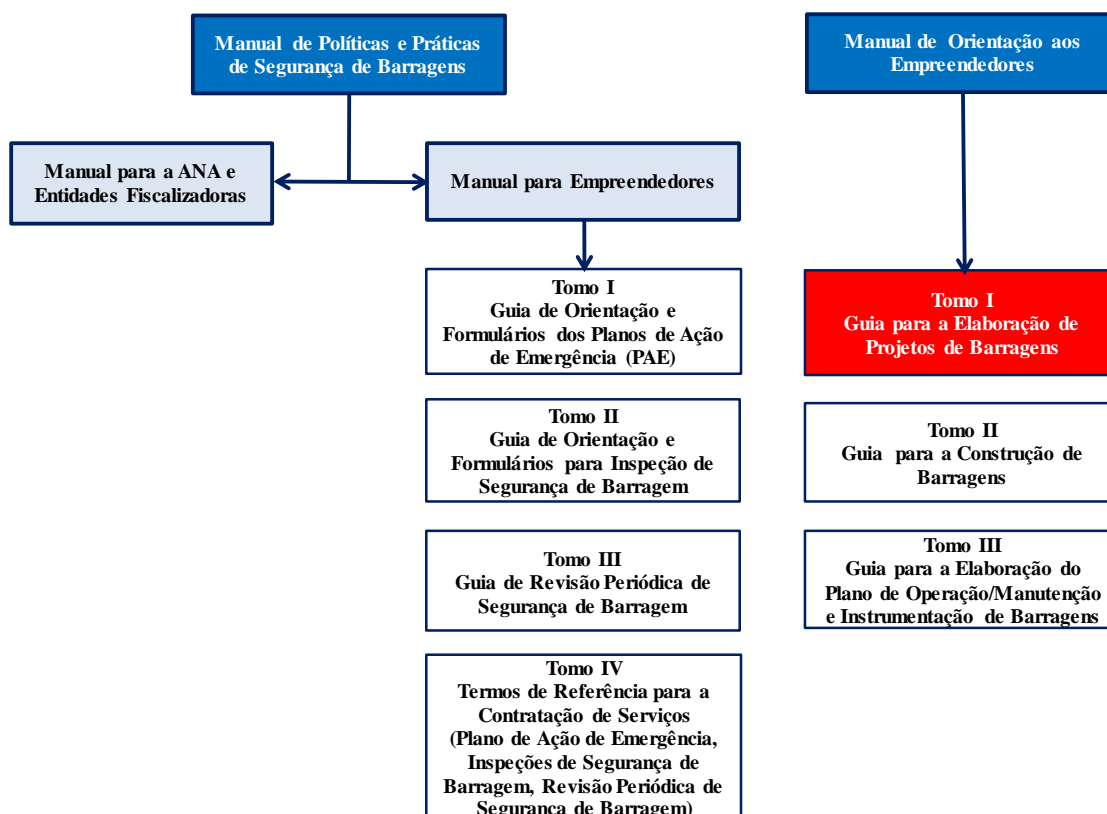 Manual de Políticas e Práticas
de Segurança de Barragens
Manual de Orientação aos
Empreendedores
Manual para a ANA e
Entidades Fiscalizadoras
Manual para Empreendedores
Tomo I
Guia de Orientação e
Formulários dos Planos de Ação
de Emergência (PAE)
Tomo I
Guia para a Elaboração de
Projetos de Barragens
Tomo II
Guia de Orientação e
Formulários para Inspeção de
Segurança de Barragem
Tomo II
Guia para a Construção de
Barragens
Tomo III
Guia de Revisão Periódica de
Segurança de Barragem
Tomo III
Guia para a Elaboração do
Plano de Operação/Manutenção
e Instrumentação de Barragens
Tomo IV
Termos de Referência para a
Contratação de Serviços
(Plano de Ação de Emergência,
Inspeções de Segurança de
Barragem, Revisão Periódica de
Segurança de Barragem)